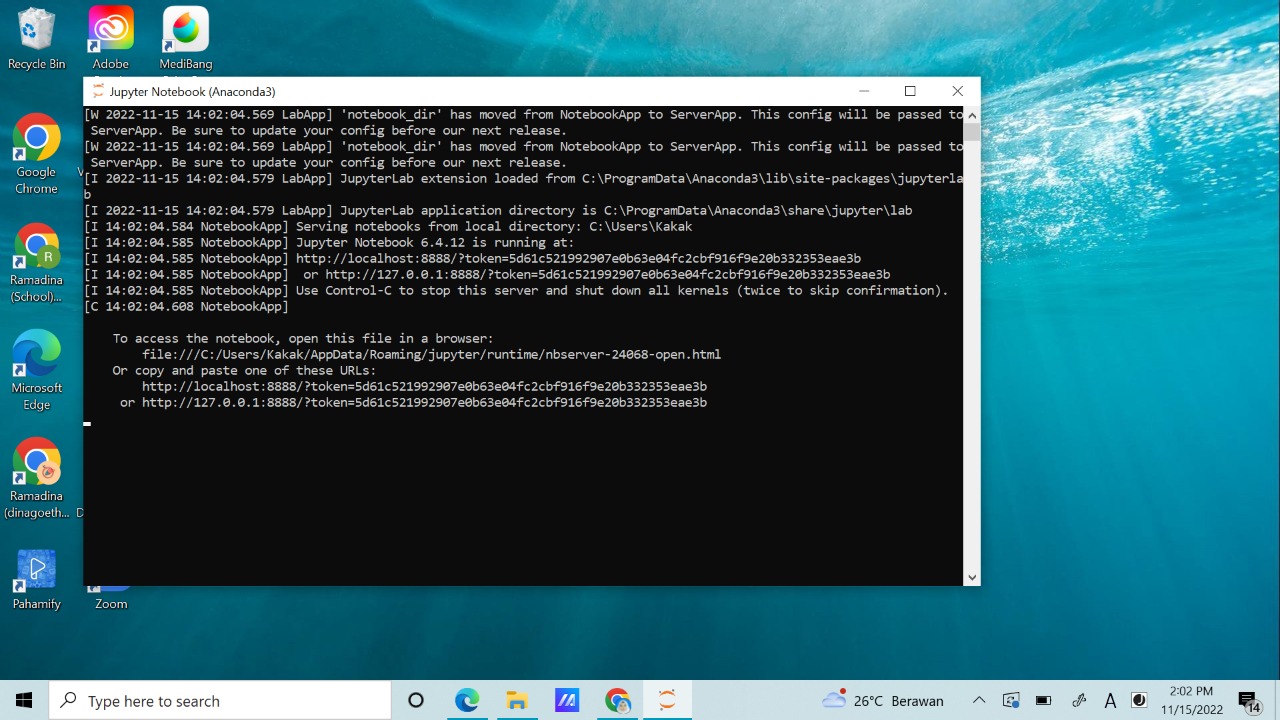 Recycle Bin
Adobe
MediBang
Google
Chrome
Ramadina
(School)...
Microsoft
Edge
Ramadina
(dinagoeth...
Pahamify
Zoom
Jupyter Notebook (Anaconda3)
[W 2022-11-15 14:02:04.569 LabApp] 'notebook_dir' has moved from NotebookApp to ServerApp. This config will be passed to
ServerApp. Be sure to update your config before our next release.
[W 2022-11-15 14:02:04.569 LabApp] 'notebook_dir' has moved from NotebookApp to ServerApp. This config will be passed to
ServerApp. Be sure to update your config before our next release.
[I 2022-11-15 14:02:04.579 LabApp] JupyterLab extension loaded from C:\ProgramData\Anaconda3\lib\site-packages\jupyterla
b
[I 2022-11-15 14:02:04.579 LabApp] JupyterLab application directory is C:\ProgramData\Anaconda3\share\jupyter\lab
[I 14:02:04.584 NotebookApp] Serving notebooks from local directory: C:\Users\Kakak
[I 14:02:04.585 NotebookApp] Jupyter Notebook 6.4.12 is running at:
[I 14:02:04.585 NotebookApp] http://localhost:8888/?token=5d61c521992907e0b63e04fc2cbf916f9e20b332353eae3b
[I 14:02:04.585 NotebookApp]  or http://127.0.0.1:8888/?token=5d61c521992907e0b63e04fc2cbf916f9e20b332353eae3b
[I 14:02:04.585 NotebookApp] Use Control-C to stop this server and shut down all kernels (twice to skip confirmation).
[C 14:02:04.608 NotebookApp]
To access the notebook, open this file in a browser:
file:///C:/Users/Kakak/AppData/Roaming/jupyter/runtime/nbserver-24068-open.html
Or copy and paste one of these URLs:
http://localhost:8888/?token=5d61c521992907e0b63e04fc2cbf916f9e20b332353eae3b
or http://127.0.0.1:8888/?token=5d61c521992907e0b63e04fc2cbf916f9e20b332353eae3b
Type here to search
26°C Berawan
A
2:02 PM
11/15/2022
14